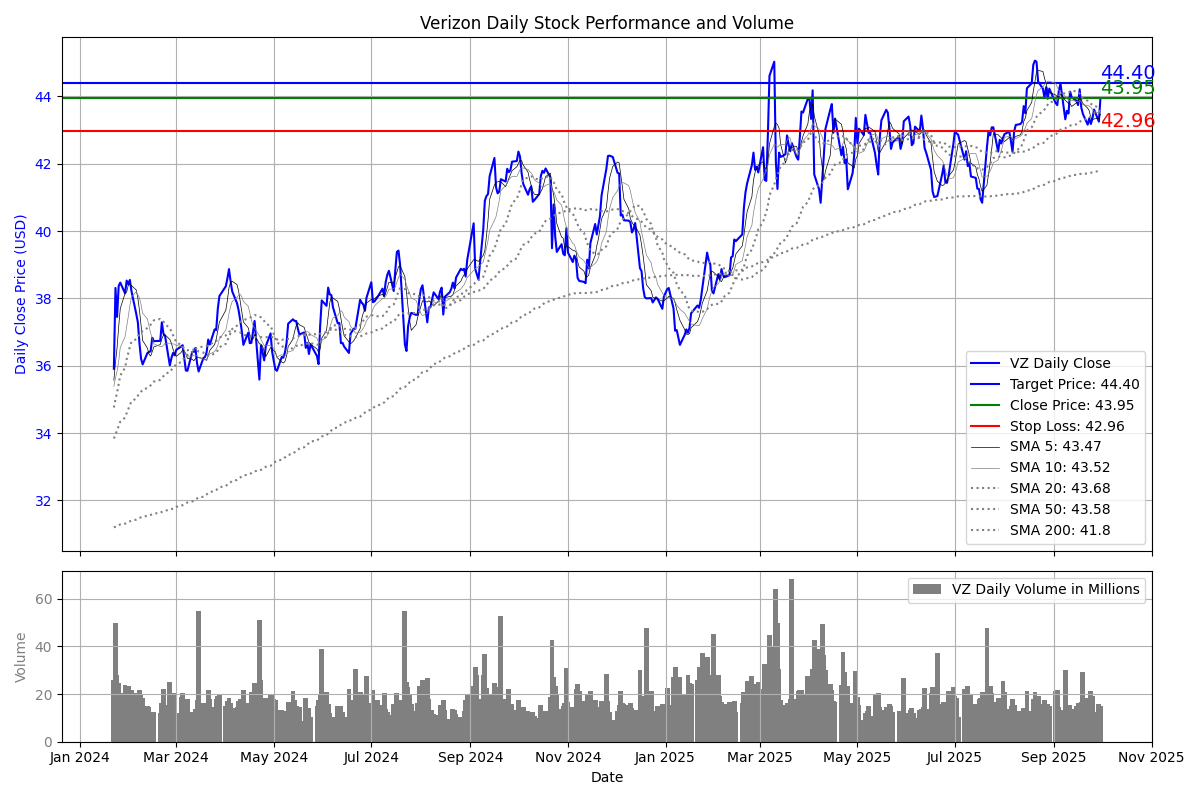 Verizon Daily Stock Performance and Volume
Daily Close Price (USD)
44
42
40
38
36
34
32
44.40
43.95
42.96
VZ Daily Close
Target Price: 44.40
Close Price: 43.95
Stop Loss: 42.96
SMA 5: 43.47
SMA 10: 43.52
SMA 20: 43.68
SMA 50: 43.58
SMA 200: 41.8
Volume
60
40
20
0
VZ Daily Volume in Millions
Jan 2024 Mar 2024 May 2024 Jul 2024 Sep 2024 Nov 2024 Jan 2025 Mar 2025 May 2025 Jul 2025 Sep 2025 Nov 2025
Date